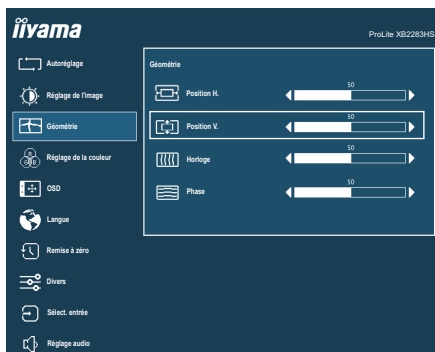 iiyama
ProLite XB2283HS
Autoréglage
Réglage de l'image
Géométrie
Réglage de la couleur
R
G B
OSD
Langue
Remise à zéro
Divers
Sélect. entrée
Réglage audio
Géométrie
Position H.
50
Position V.
50
Horloge
50
Phase
50